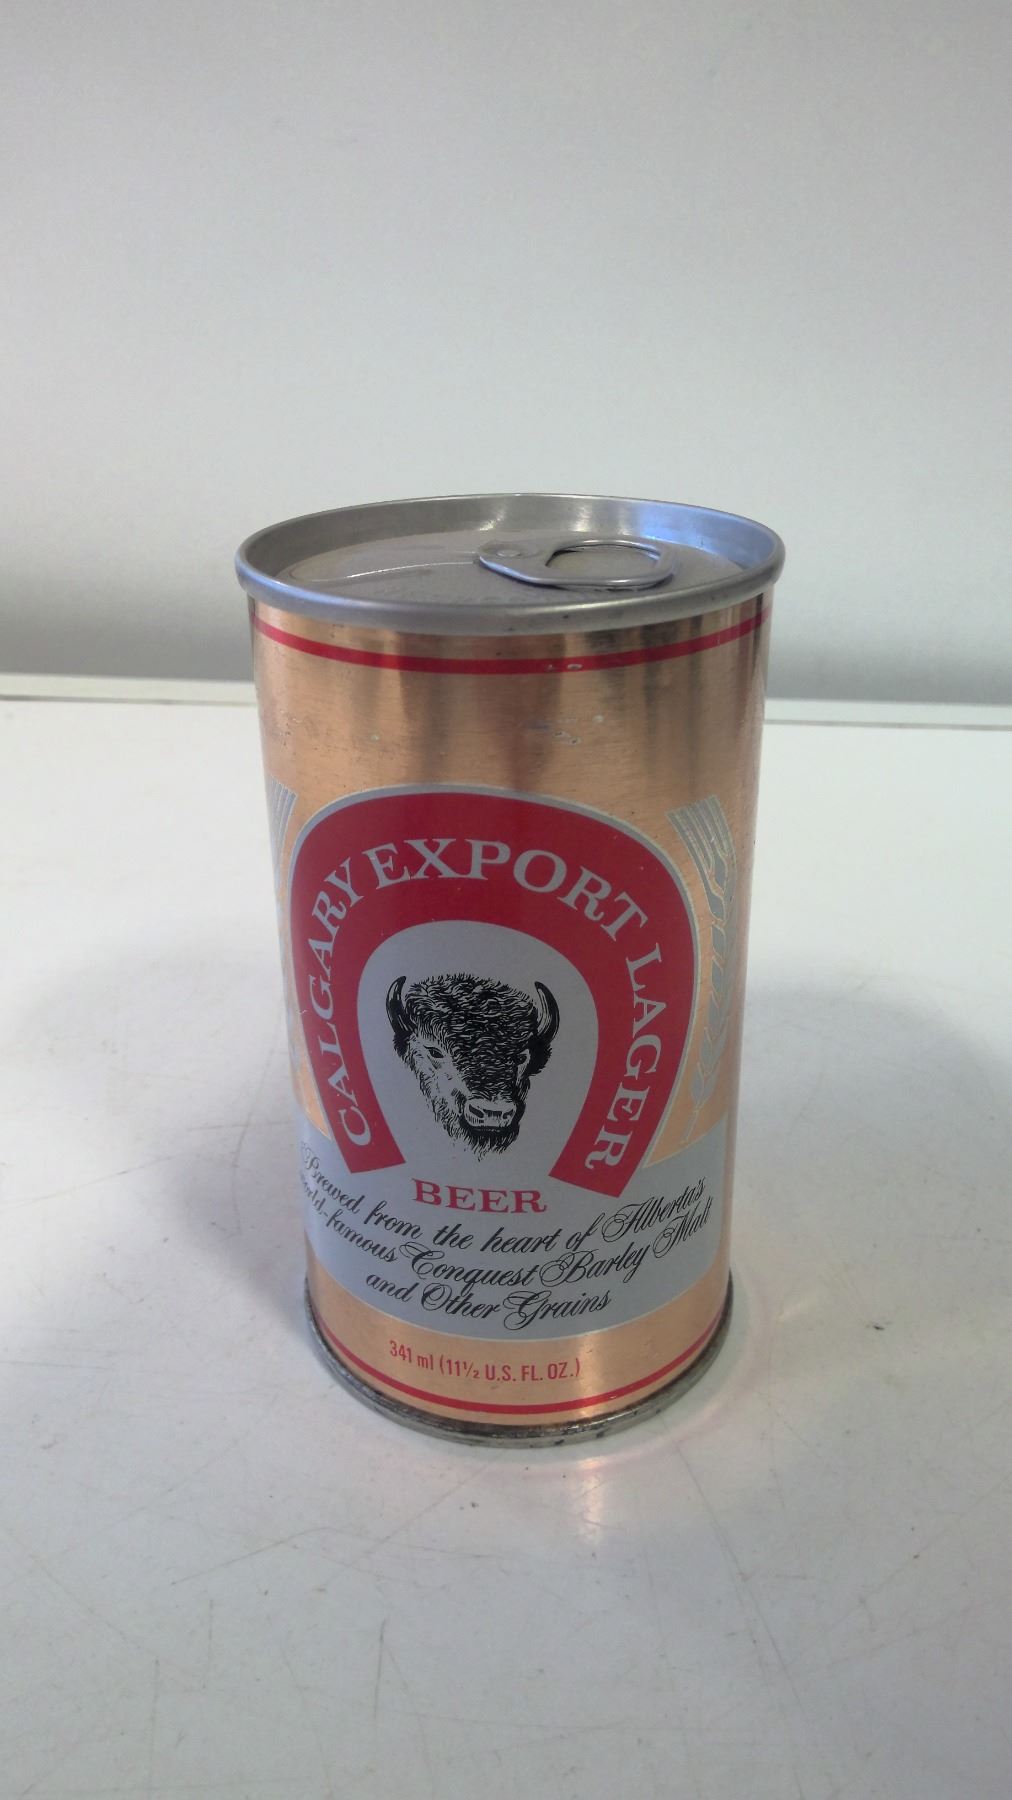 CALGARY EXPORT LAGER
BEER
Brewed from the heart of Alberta's
world-famous Conquest Barley Malt
and Other Grains
341 ml (11½ U.S. FL. OZ.)